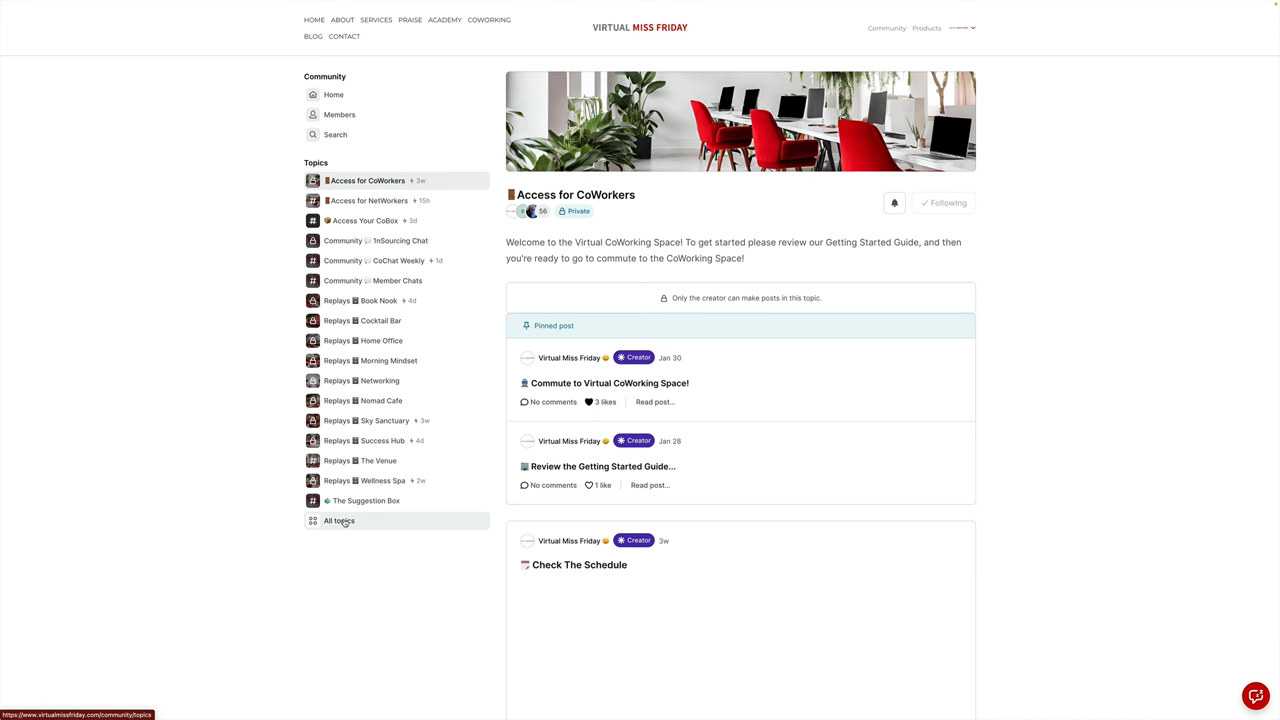 HOME ABOUT SERVICES PRAISE ACADEMY COWORKING
BLOG CONTACT
VIRTUAL MISS FRIDAY
Community Products
Community
Home
Members
Search
Topics
🚪Access for CoWorkers 3w
🚪Access for NetWorkers 15h
📦Access Your CoBox 3d
Community 💬 1nSourcing Chat
Community 💬 CoChat Weekly 1d
Community 💬 Member Chats
Replays 🗄 Book Nook 4d
Replays 🗄 Cocktail Bar
Replays 🗄 Home Office
Replays 🗄 Morning Mindset
Replays 🗄 Networking
Replays 🗄 Nomad Cafe
Replays 🗄 Sky Sanctuary 3w
Replays 🗄 Success Hub 4d
Replays 🗄 The Venue
Replays 🗄 Wellness Spa 2w
🗳 The Suggestion Box
All topics
🚪Access for CoWorkers
56 Private
Following
Welcome to the Virtual CoWorking Space! To get started please review our Getting Started Guide, and then
you're ready to go to commute to the CoWorking Space!
Only the creator can make posts in this topic.
Pinned post
Virtual Miss Friday 😄 Creator Jan 30
Commute to Virtual CoWorking Space!
No comments 3 likes Read post...
Virtual Miss Friday 😄 Creator Jan 28
Review the Getting Started Guide...
No comments 1 like Read post...
Virtual Miss Friday 😄 Creator 3w
📆 Check The Schedule
https://www.virtualmissfriday.com/community/topics